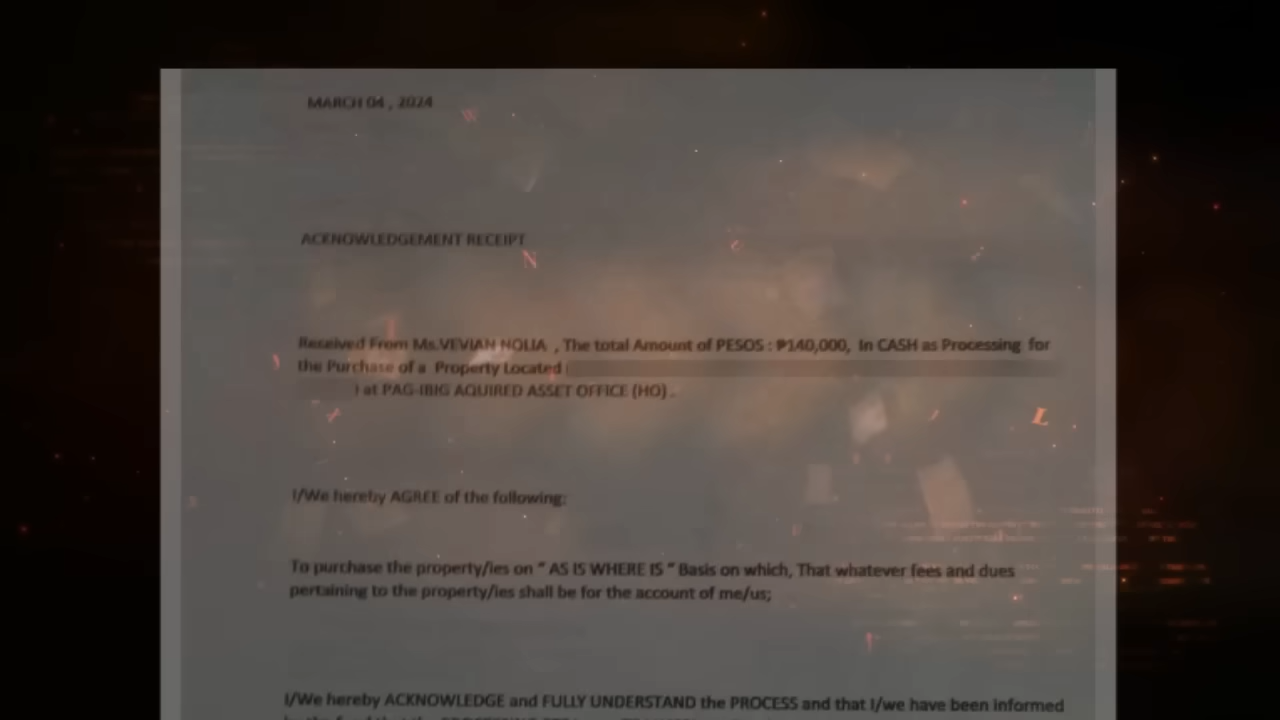 MARCH 04 , 2024
ACKNOWLEDGEMENT RECEIPT
Received From Ms.VEVIAN NOLIA , The total Amount of PESOS : ₱140,000, In CASH as Processing for
the Purchase of a Property Located (
) at PAG-IBIG AQUIRED ASSET OFFICE (HO) .
I/We hereby AGREE of the following:
To purchase the property/ies on " AS IS WHERE IS " Basis on which, That whatever fees and dues
pertaining to the property/ies shall be for the account of me/us;
I/We hereby ACKNOWLEDGE and FULLY UNDERSTAND the PROCESS and that I/we have been informed